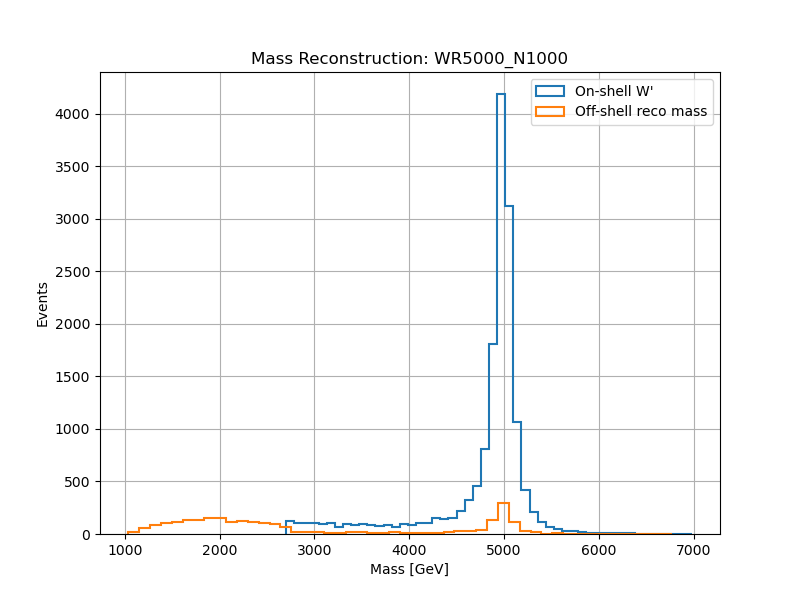 Mass Reconstruction: WR5000_N1000
On-shell W'
Off-shell reco mass
4000
3500
3000
2500
2000
1500
1000
500
0
Events
1000 2000 3000 4000 5000 6000 7000
Mass [GeV]